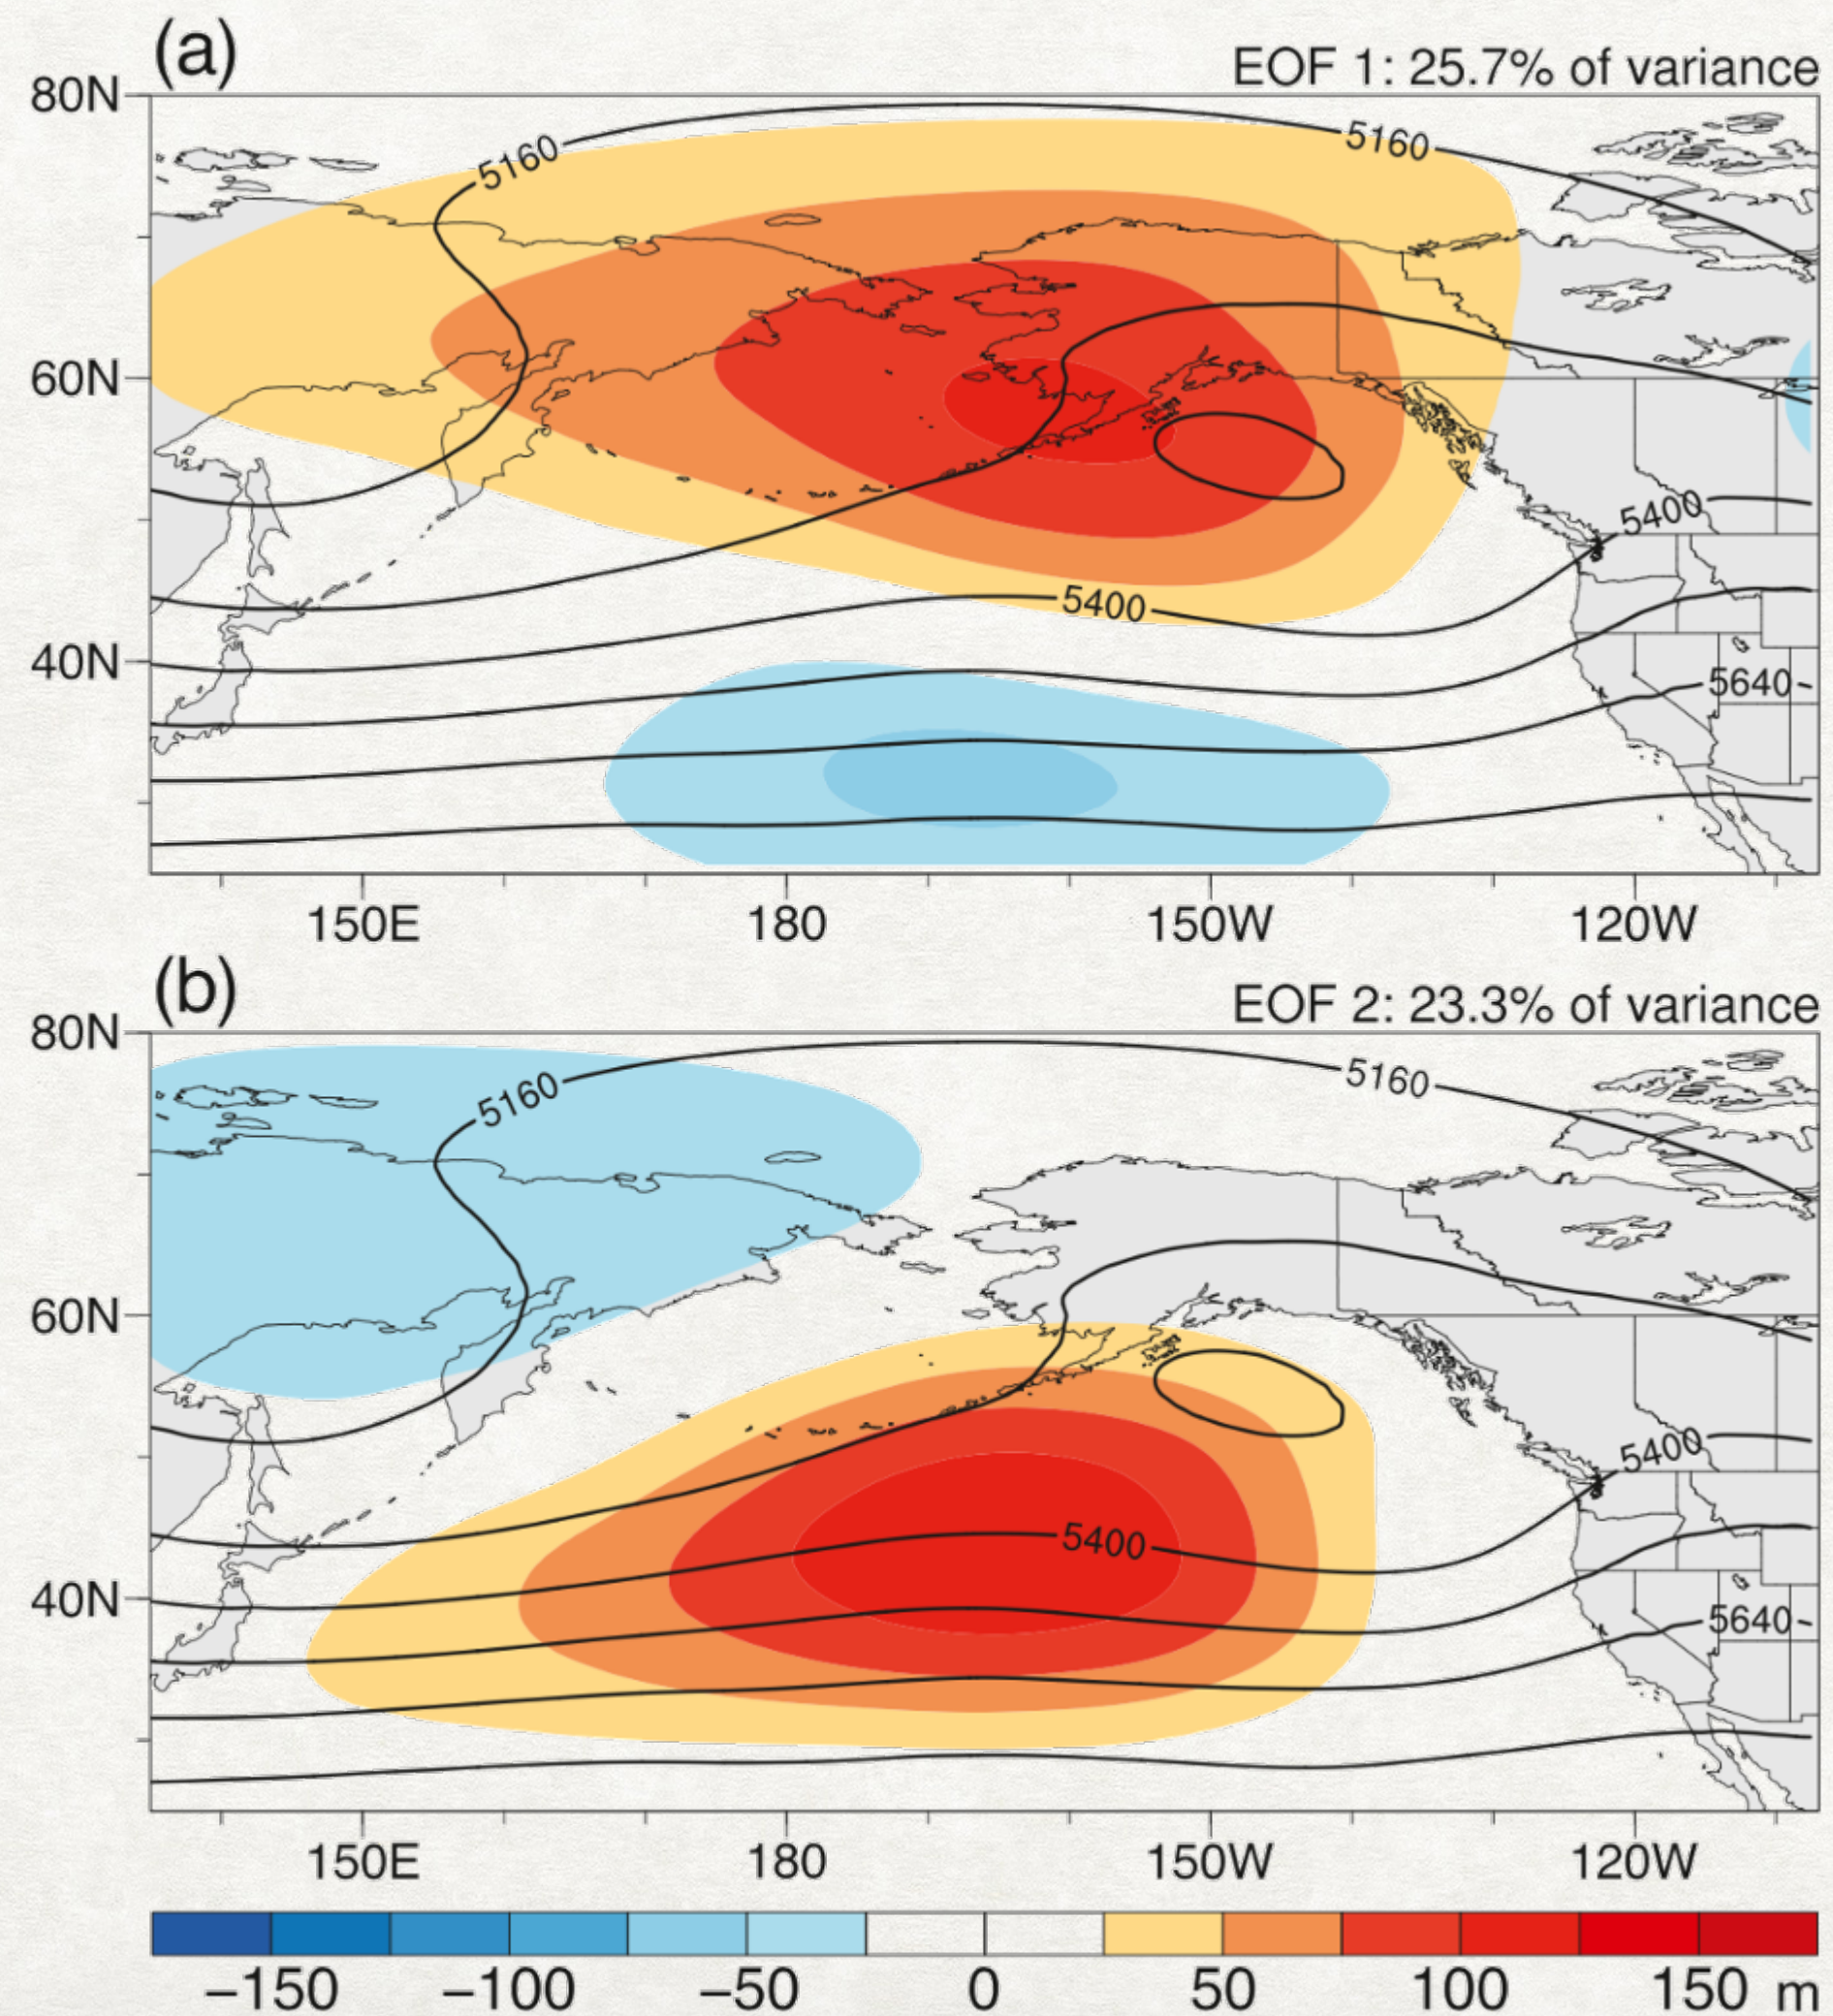 (a)
EOF 1: 25.7% of variance
80N
5160
5160
60N
5400
5400
40N
5640
150E 180 150W 120W
(b)
EOF 2: 23.3% of variance
80N
5160
5160
60N
5400
5400
40N
5640
150E 180 150W 120W
−150 −100 −50 0 50 100 150 m